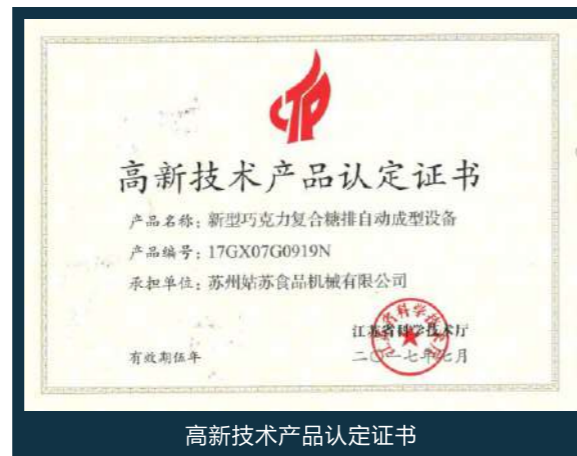 高新技术产品认定证书
产品名称：新型巧克力复合糖排自动成型设备
产品编号：17GX07G0919N
承担单位：苏州姑苏食品机械有限公司
江苏省科学技术厅
有效期伍年
二〇一七年七月
高新技术产品认定证书